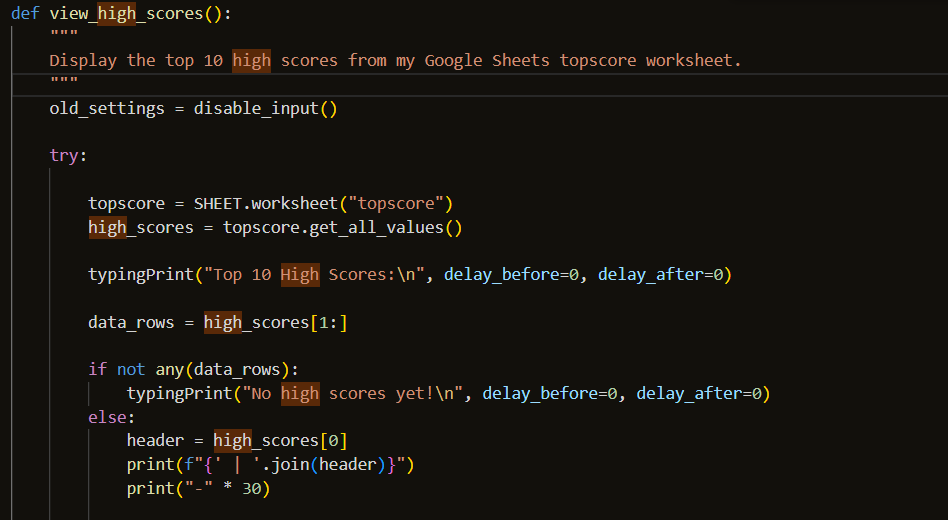 def view_high_scores():
    """
    Display the top 10 high scores from my Google Sheets topscore worksheet.
    """
    old_settings = disable_input()

    try:

        topscore = SHEET.worksheet("topscore")
        high_scores = topscore.get_all_values()

        typingPrint("Top 10 High Scores:\n", delay_before=0, delay_after=0)

        data_rows = high_scores[1:]

        if not any(data_rows):
            typingPrint("No high scores yet!\n", delay_before=0, delay_after=0)
        else:
            header = high_scores[0]
            print(f"{' | '.join(header)}")
            print("-" * 30)